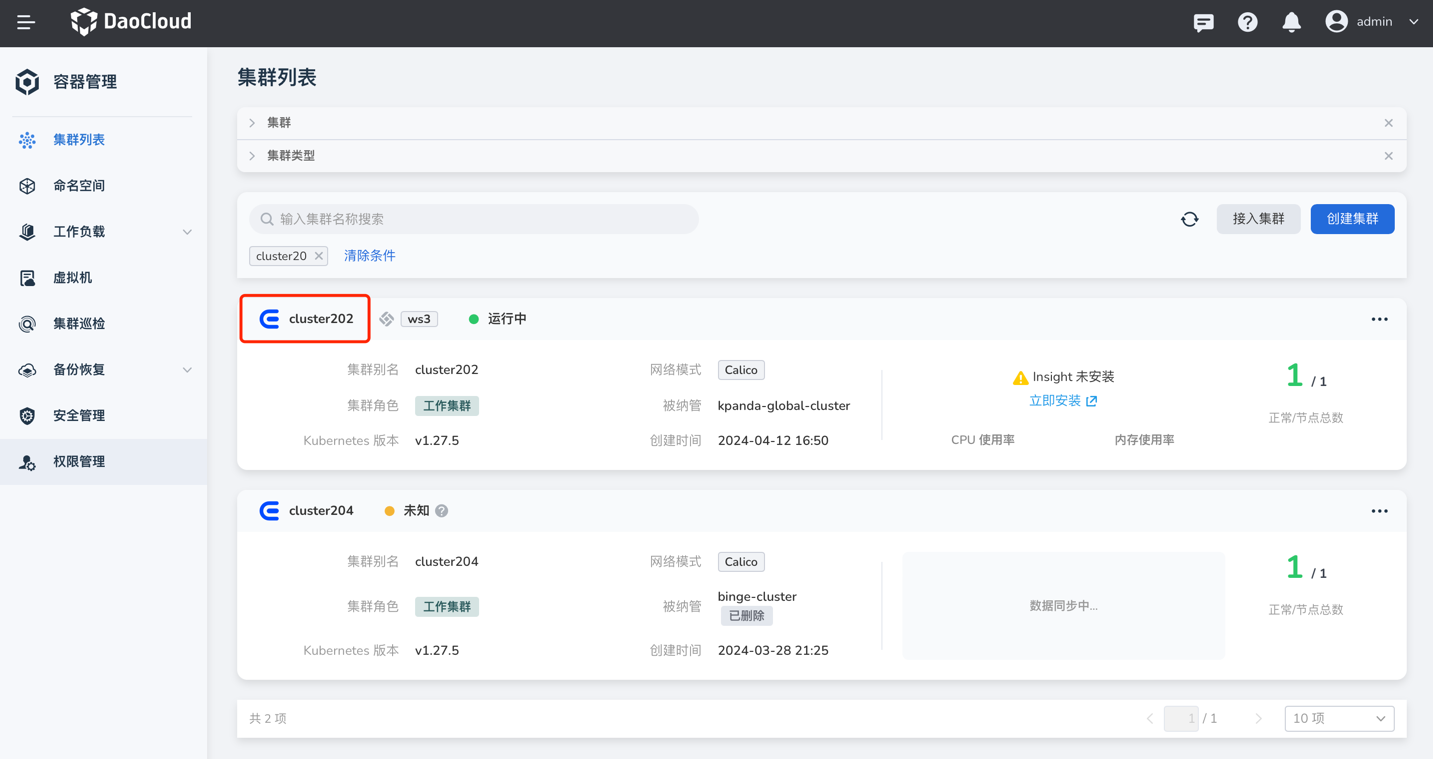 DaoCloud
admin
容器管理
集群列表
命名空间
工作负载
虚拟机
集群巡检
备份恢复
安全管理
权限管理
集群列表
集群
集群类型
输入集群名称搜索
接入集群
创建集群
cluster20
清除条件
cluster202 ws3 运行中
集群别名 cluster202
集群角色 工作集群
Kubernetes 版本 v1.27.5
网络模式 Calico
被纳管 kpanda-global-cluster
创建时间 2024-04-12 16:50
Insight 未安装
立即安装
CPU 使用率 内存使用率
1 / 1
正常/节点总数
cluster204 未知
集群别名 cluster204
集群角色 工作集群
Kubernetes 版本 v1.27.5
网络模式 Calico
被纳管 binge-cluster
已删除
创建时间 2024-03-28 21:25
数据同步中...
1 / 1
正常/节点总数
共 2 项
1 / 1
10 项